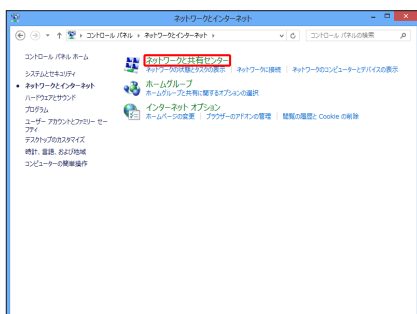 ネットワークとインターネット
コントロール パネル ネットワークとインターネット
コントロール パネルの検索
コントロール パネル ホーム
システムとセキュリティ
ネットワークとインターネット
ハードウェアとサウンド
プログラム
ユーザー アカウントとファミリー セー
フティ
デスクトップのカスタマイズ
時計、言語、および地域
コンピューターの簡単操作
ネットワークと共有センター
ネットワークの状態とタスクの表示 ネットワークに接続 ネットワークのコンピューターとデバイスの表示
ホームグループ
ホームグループと共有に関するオプションの選択
インターネット オプション
ホームページの変更 ブラウザーのアドオンの管理 閲覧の履歴と Cookie の削除